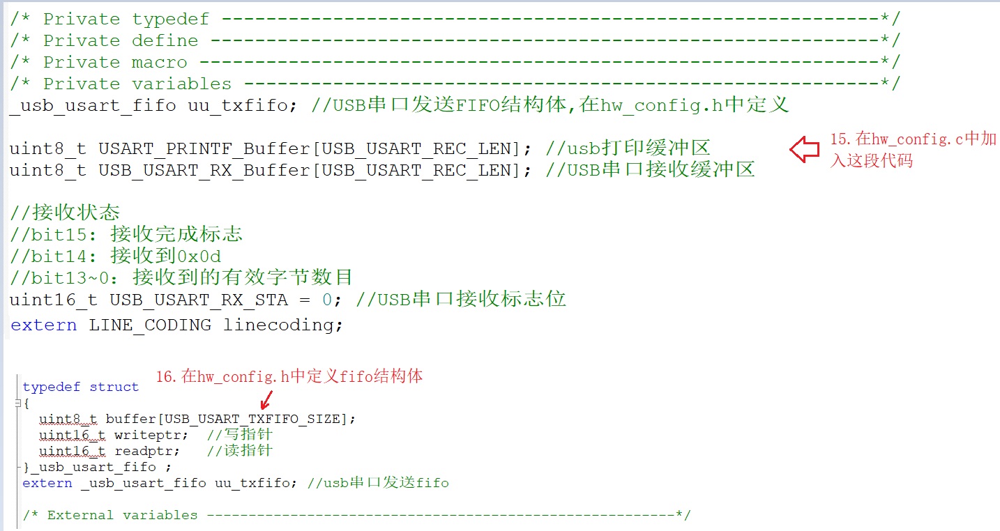 /* Private typedef -----------------------------------------------------------*/
/* Private define ------------------------------------------------------------*/
/* Private macro -------------------------------------------------------------*/
/* Private variables ---------------------------------------------------------*/
_usb_usart_fifo uu_txfifo; //USB串口发送FIFO结构体,在hw_config.h中定义
uint8_t USART_PRINTF_Buffer[USB_USART_REC_LEN]; //usb打印缓冲区
uint8_t USB_USART_RX_Buffer[USB_USART_REC_LEN]; //USB串口接收缓冲区
15.在hw_config.c中加
入这段代码
//接收状态
//bit15: 接收完成标志
//bit14: 接收到0x0d
//bit13~0: 接收到的有效字节数目
uint16_t USB_USART_RX_STA = 0; //USB串口接收标志位
extern LINE_CODING linecoding;
16.在hw_config.h中定义fifo结构体
typedef struct
{
uint8_t buffer[USB_USART_TXFIFO_SIZE];
uint16_t writeptr; //写指针
uint16_t readptr; //读指针
}_usb_usart_fifo ;
extern _usb_usart_fifo uu_txfifo; //usb串口发送fifo
/* External variables --------------------------------------------------------*/